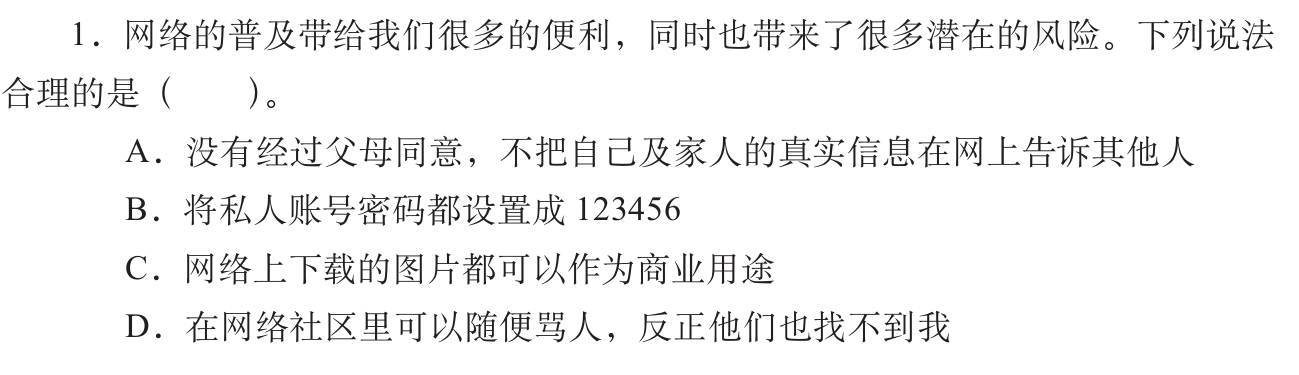 1．网络的普及带给我们很多的便利，同时也带来了很多潜在的风险。下列说法
合理的是（　　）。
A．没有经过父母同意，不把自己及家人的真实信息在网上告诉其他人
B．将私人账号密码都设置成 123456
C．网络上下载的图片都可以作为商业用途
D．在网络社区里可以随便骂人，反正他们也找不到我